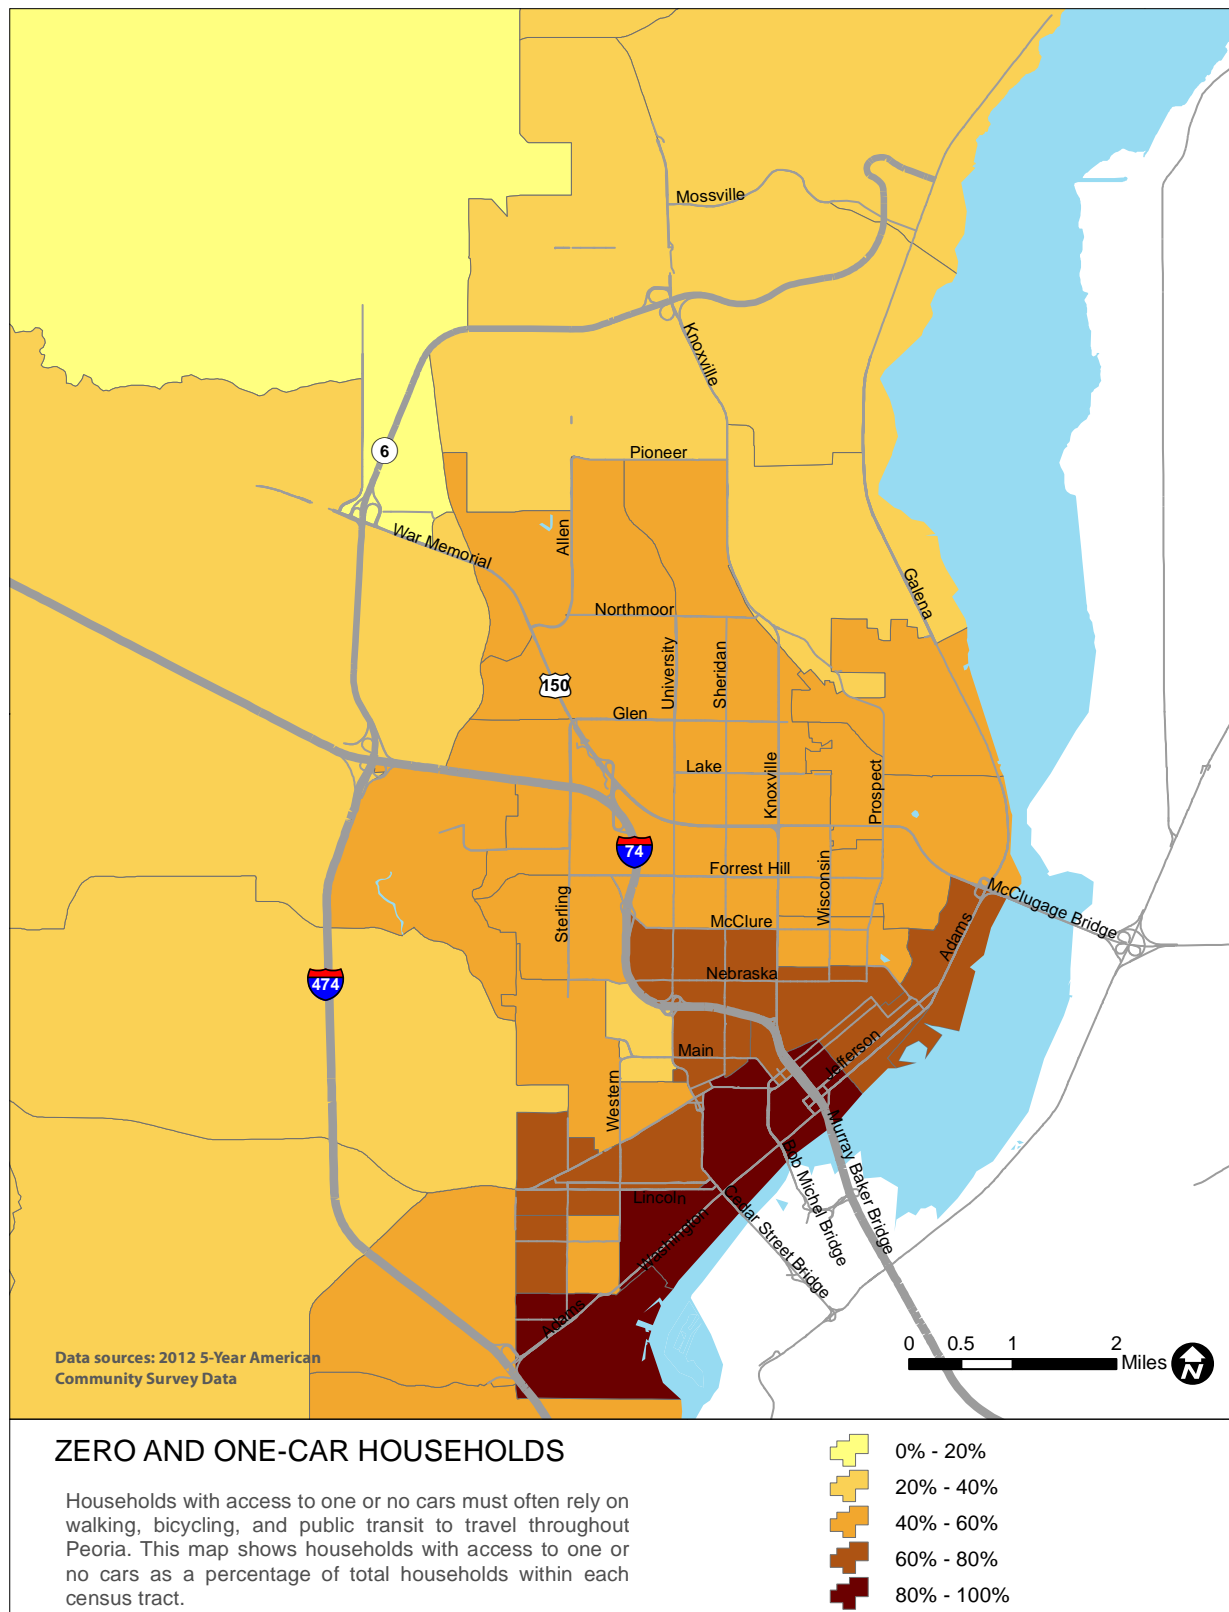 Mossville
Knoxville
6
Pioneer
War Memorial
Allen
Galena
Northmoor
University
Sheridan
150
Glen
Lake
Knoxville
Prospect
74
Forrest Hill
Wisconsin
Sterling
McClure
McClugage Bridge
Adams
Nebraska
474
Main
Jefferson
Western
Murray Baker Bridge
Bob Michel Bridge
Lincoln
Cedar Street Bridge
Washington
Adams
0 0.5 1 2
Miles
N
Data sources: 2012 5-Year American
Community Survey Data
ZERO AND ONE-CAR HOUSEHOLDS
Households with access to one or no cars must often rely on
walking, bicycling, and public transit to travel throughout
Peoria. This map shows households with access to one or
no cars as a percentage of total households within each
census tract.
0% - 20%
20% - 40%
40% - 60%
60% - 80%
80% - 100%